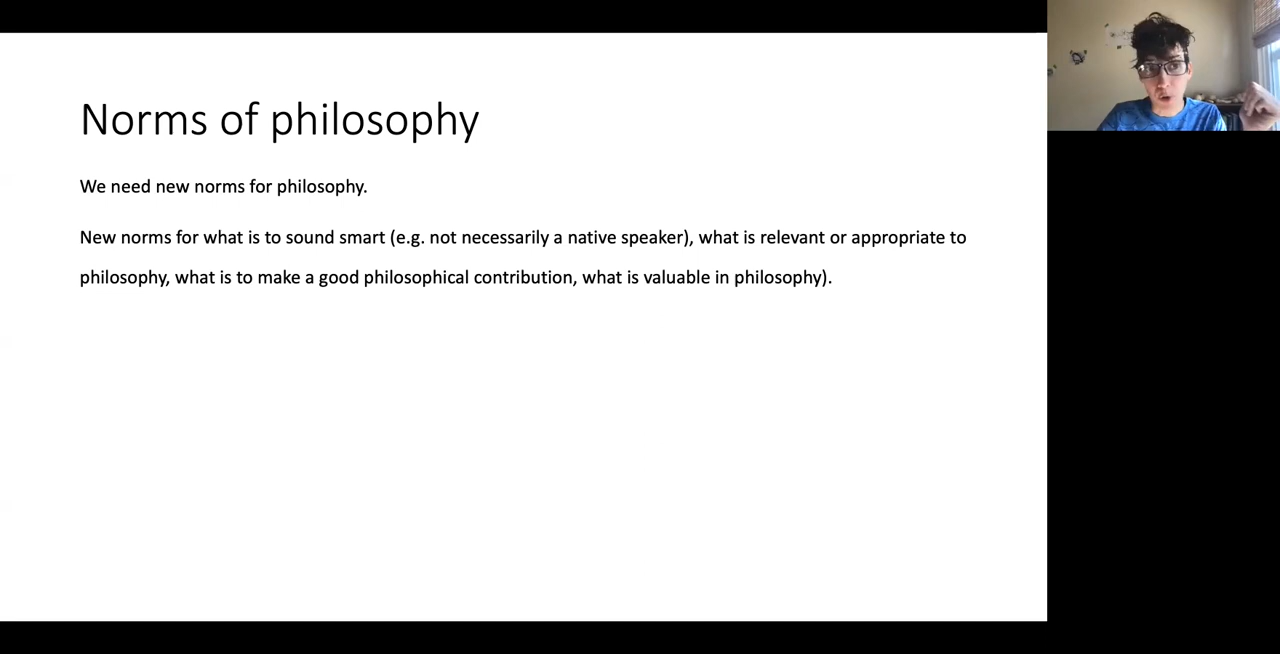 Norms of philosophy
We need new norms for philosophy.
New norms for what is to sound smart (e.g. not necessarily a native speaker), what is relevant or appropriate to
philosophy, what is to make a good philosophical contribution, what is valuable in philosophy).